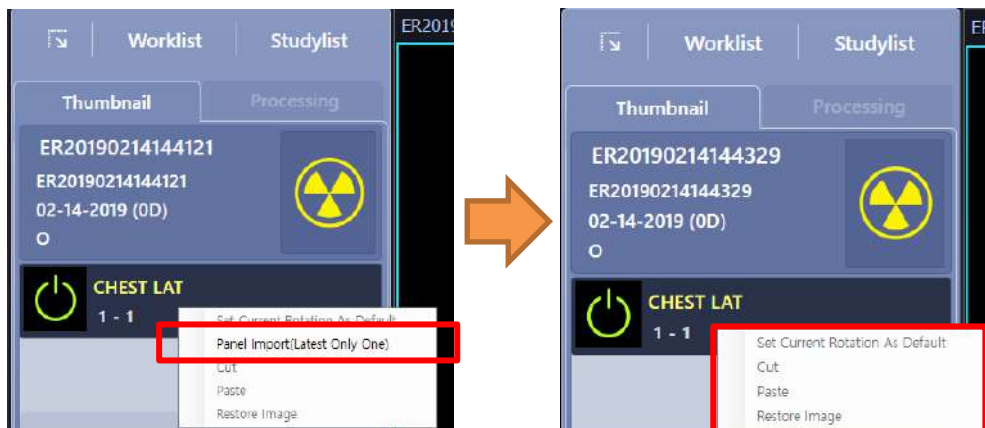 Worklist
Studylist
ER2019
Thumbnail
Processing
ER20190214144121
ER20190214144121
02-14-2019 (0D)
O
CHEST LAT
1 - 1
Set Current Rotation As Default
Panel Import(Latest Only One)
Cut
Paste
Restore Image
Worklist
Studylist
Thumbnail
Processing
ER20190214144329
ER20190214144329
02-14-2019 (0D)
O
CHEST LAT
1 - 1
Set Current Rotation As Default
Cut
Paste
Restore Image